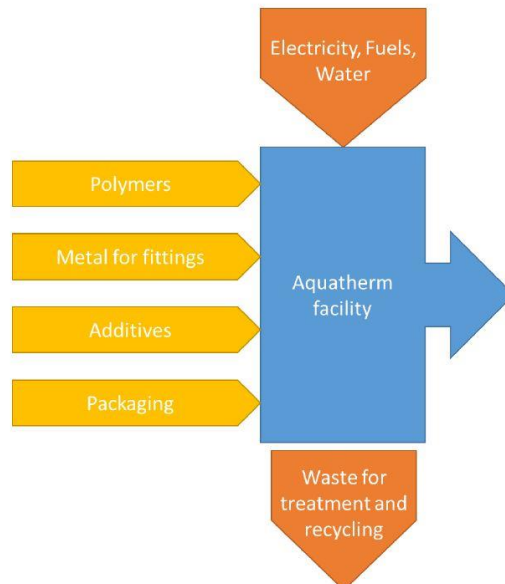 Electricity, Fuels,
Water
Polymers
Metal for fittings
Additives
Packaging
Aquatherm
facility
Waste for
treatment and
recycling